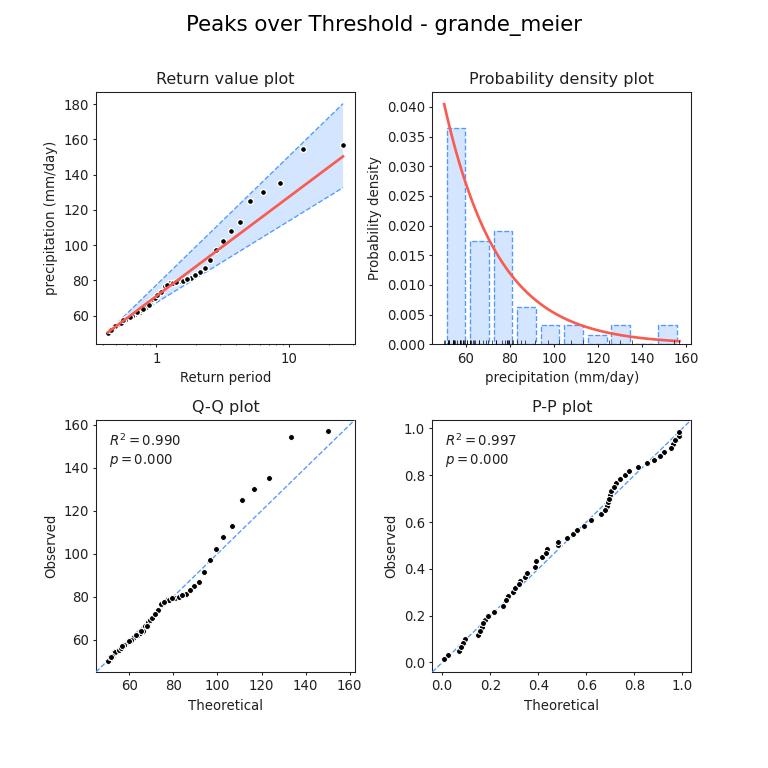 Peaks over Threshold - grande_meier
Return value plot
precipitation (mm/day)
180
160
140
120
100
80
60
1
10
Return period
Probability density plot
Probability density
0.040
0.035
0.030
0.025
0.020
0.015
0.010
0.005
0.000
60
80
100
120
140
160
precipitation (mm/day)
Q-Q plot
Observed
160
140
120
100
80
60
R² = 0.990
p = 0.000
60
80
100
120
140
160
Theoretical
P-P plot
Observed
1.0
0.8
0.6
0.4
0.2
0.0
R² = 0.997
p = 0.000
0.0
0.2
0.4
0.6
0.8
1.0
Theoretical